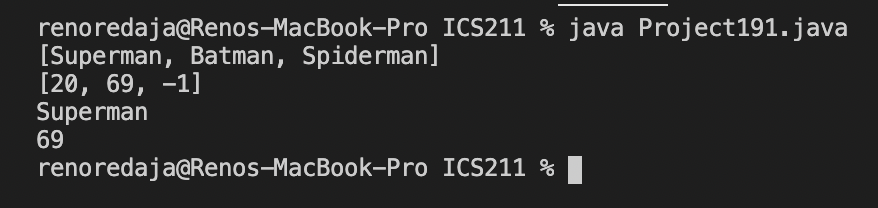 renoredaja@Renos-MacBook-Pro ICS211 % java Project191.java
[Superman, Batman, Spiderman]
[20, 69, -1]
Superman
69
renoredaja@Renos-MacBook-Pro ICS211 %